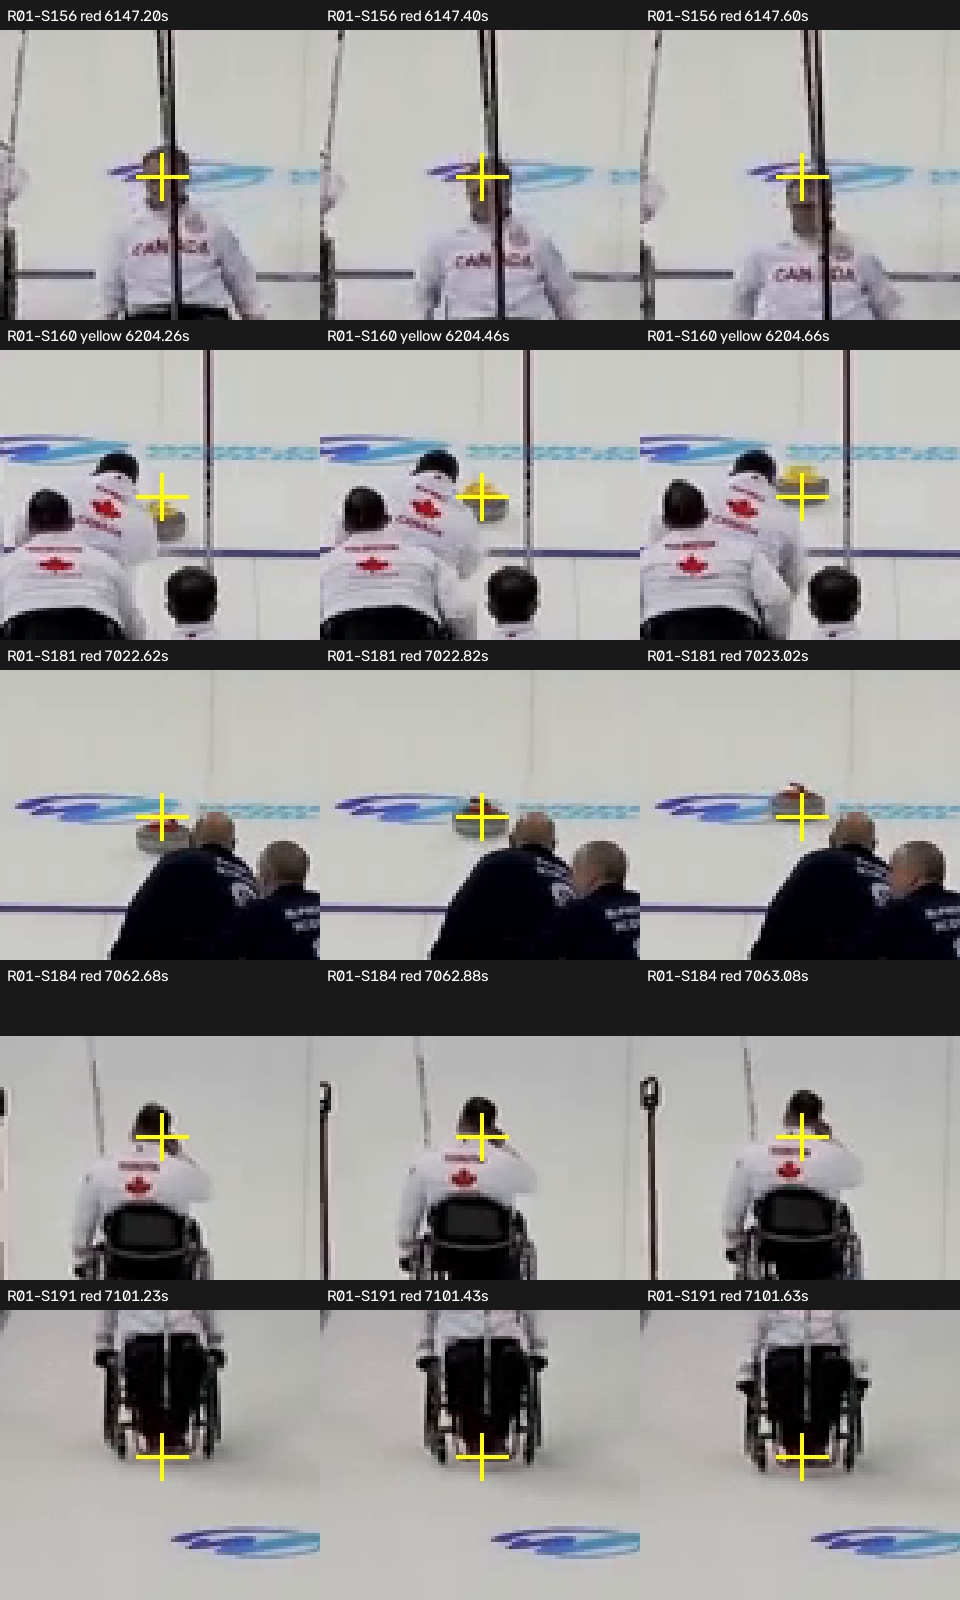 R01-S156 red 6147.20s
R01-S156 red 6147.40s
R01-S156 red 6147.60s
CANADA
CANADA
CANADA
R01-S160 yellow 6204.26s
R01-S160 yellow 6204.46s
R01-S160 yellow 6204.66s
CANADA
CANADA
CANADA
R01-S181 red 7022.62s
R01-S181 red 7022.82s
R01-S181 red 7023.02s
R01-S184 red 7062.68s
R01-S184 red 7062.88s
R01-S184 red 7063.08s
R01-S191 red 7101.23s
R01-S191 red 7101.43s
R01-S191 red 7101.63s